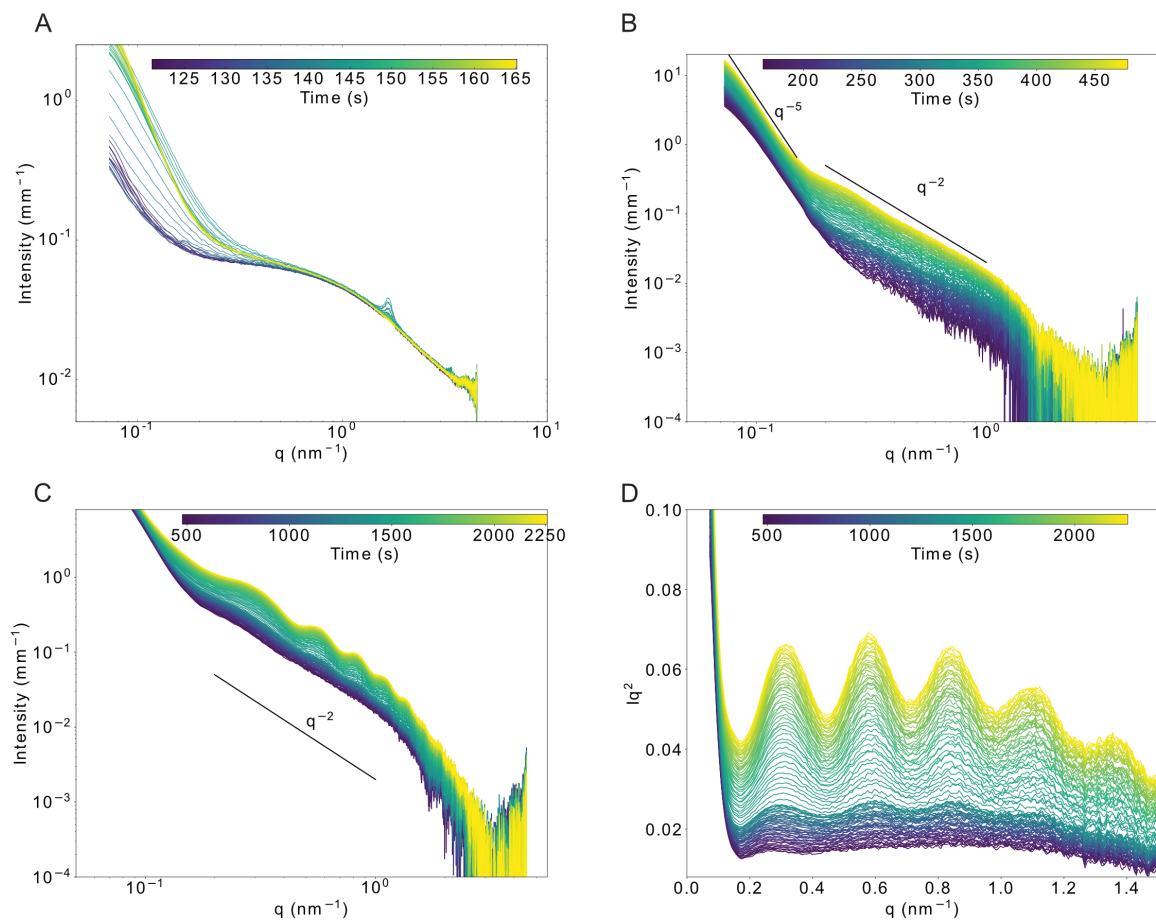 A
125 130 135 140 145 150 155 160 165
Time (s)
10⁰
10⁻¹
10⁻²
Intensity (mm⁻¹)
10⁻¹ 10⁰ 10¹
q (nm⁻¹)
B
200 250 300 350 400 450
Time (s)
q⁻⁵
q⁻²
10¹
10⁰
10⁻¹
10⁻²
10⁻³
10⁻⁴
Intensity (mm⁻¹)
10⁻¹ 10⁰
q (nm⁻¹)
C
500 1000 1500 2000 2250
Time (s)
q⁻²
10⁰
10⁻¹
10⁻²
10⁻³
10⁻⁴
Intensity (mm⁻¹)
10⁻¹ 10⁰
q (nm⁻¹)
D
500 1000 1500 2000
Time (s)
0.10
0.08
0.06
0.04
0.02
Iq²
0.0 0.2 0.4 0.6 0.8 1.0 1.2 1.4
q (nm⁻¹)